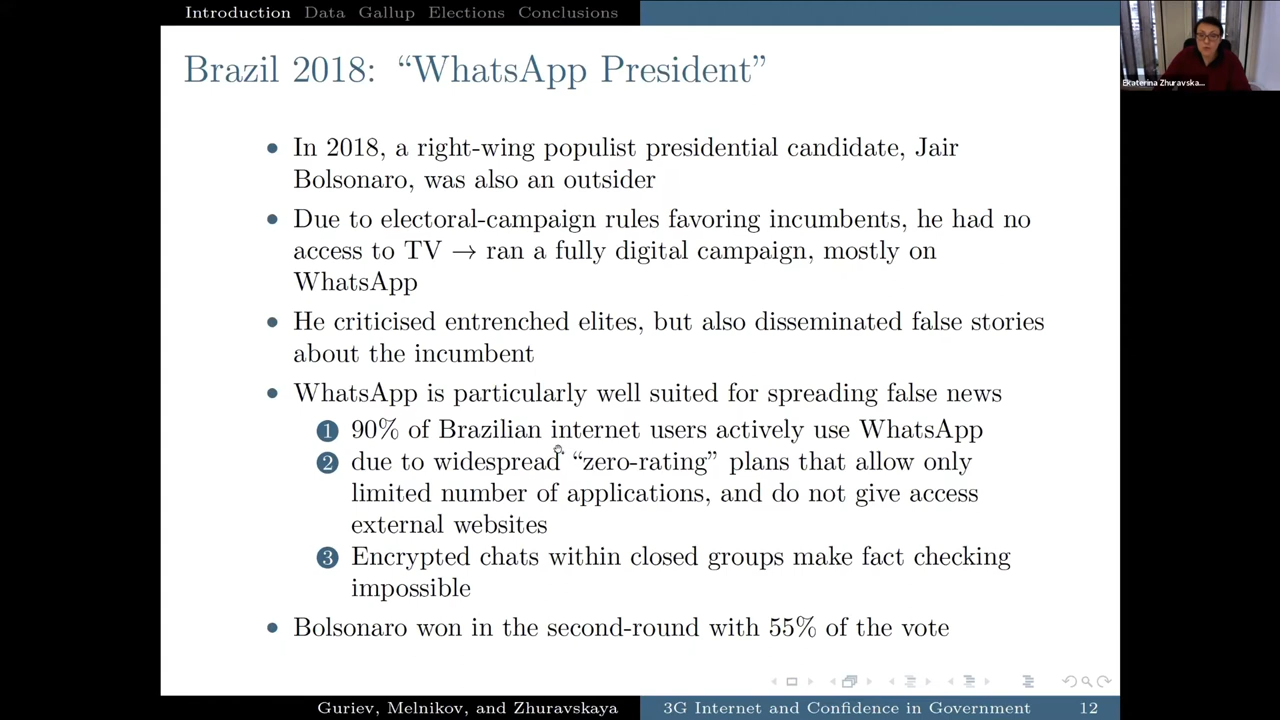 Introduction Data Gallup Elections Conclusions
Brazil 2018: “WhatsApp President”
Ekaterina Zhuravska...
• In 2018, a right-wing populist presidential candidate, Jair
Bolsonaro, was also an outsider
• Due to electoral-campaign rules favoring incumbents, he had no
access to TV → ran a fully digital campaign, mostly on
WhatsApp
• He criticised entrenched elites, but also disseminated false stories
about the incumbent
• WhatsApp is particularly well suited for spreading false news
1 90% of Brazilian internet users actively use WhatsApp
2 due to widespread “zero-rating” plans that allow only
limited number of applications, and do not give access
external websites
3 Encrypted chats within closed groups make fact checking
impossible
• Bolsonaro won in the second-round with 55% of the vote
Guriev, Melnikov, and Zhuravskaya 3G Internet and Confidence in Government 12